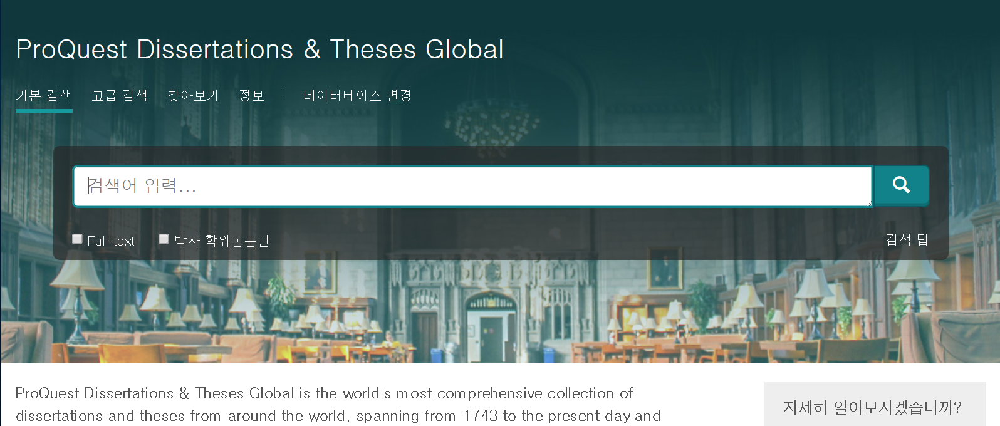 ProQuest Dissertations & Theses Global
기본 검색 고급 검색 찾아보기 정보 | 데이터베이스 변경
검색어 입력...
Full text 박사 학위논문만 검색 팁
ProQuest Dissertations & Theses Global is the world's most comprehensive collection of
dissertations and theses from around the world, spanning from 1743 to the present day and
자세히 알아보시겠습니까?